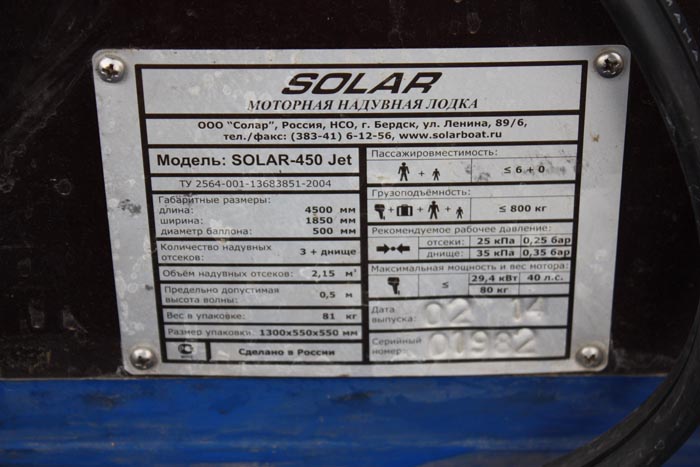 SOLAR
МОТОРНАЯ НАДУВНАЯ ЛОДКА
ООО "Солар", Россия, НСО, г. Бердск, ул. Ленина, 89/6,
тел./факс: (383-41) 6-12-56, www.solarboat.ru
Модель: SOLAR-450 Jet
ТУ 2564-001-13683851-2004
Габаритные размеры:
длина: 4500 мм
ширина: 1850 мм
диаметр баллона: 500 мм
Количество надувных
отсеков: 3 + днище
Объём надувных отсеков: 2,15 м³
Предельно допустимая
высота волны: 0,5 м
Вес в упаковке: 81 кг
Размер упаковки: 1300х550х550 мм
Сделано в России
Пассажировместимость:
+ ≤ 6 + 0
Грузоподъёмность:
+ + + ≤ 800 кг
Рекомендуемое рабочее давление:
отсеки: 25 кПа 0,25 бар
днище: 35 кПа 0,35 бар
Максимальная мощность и вес мотора:
≤ 29,4 кВт 40 л.с.
80 кг
Дата
выпуска: 02 14
Серийный
номер: 01982